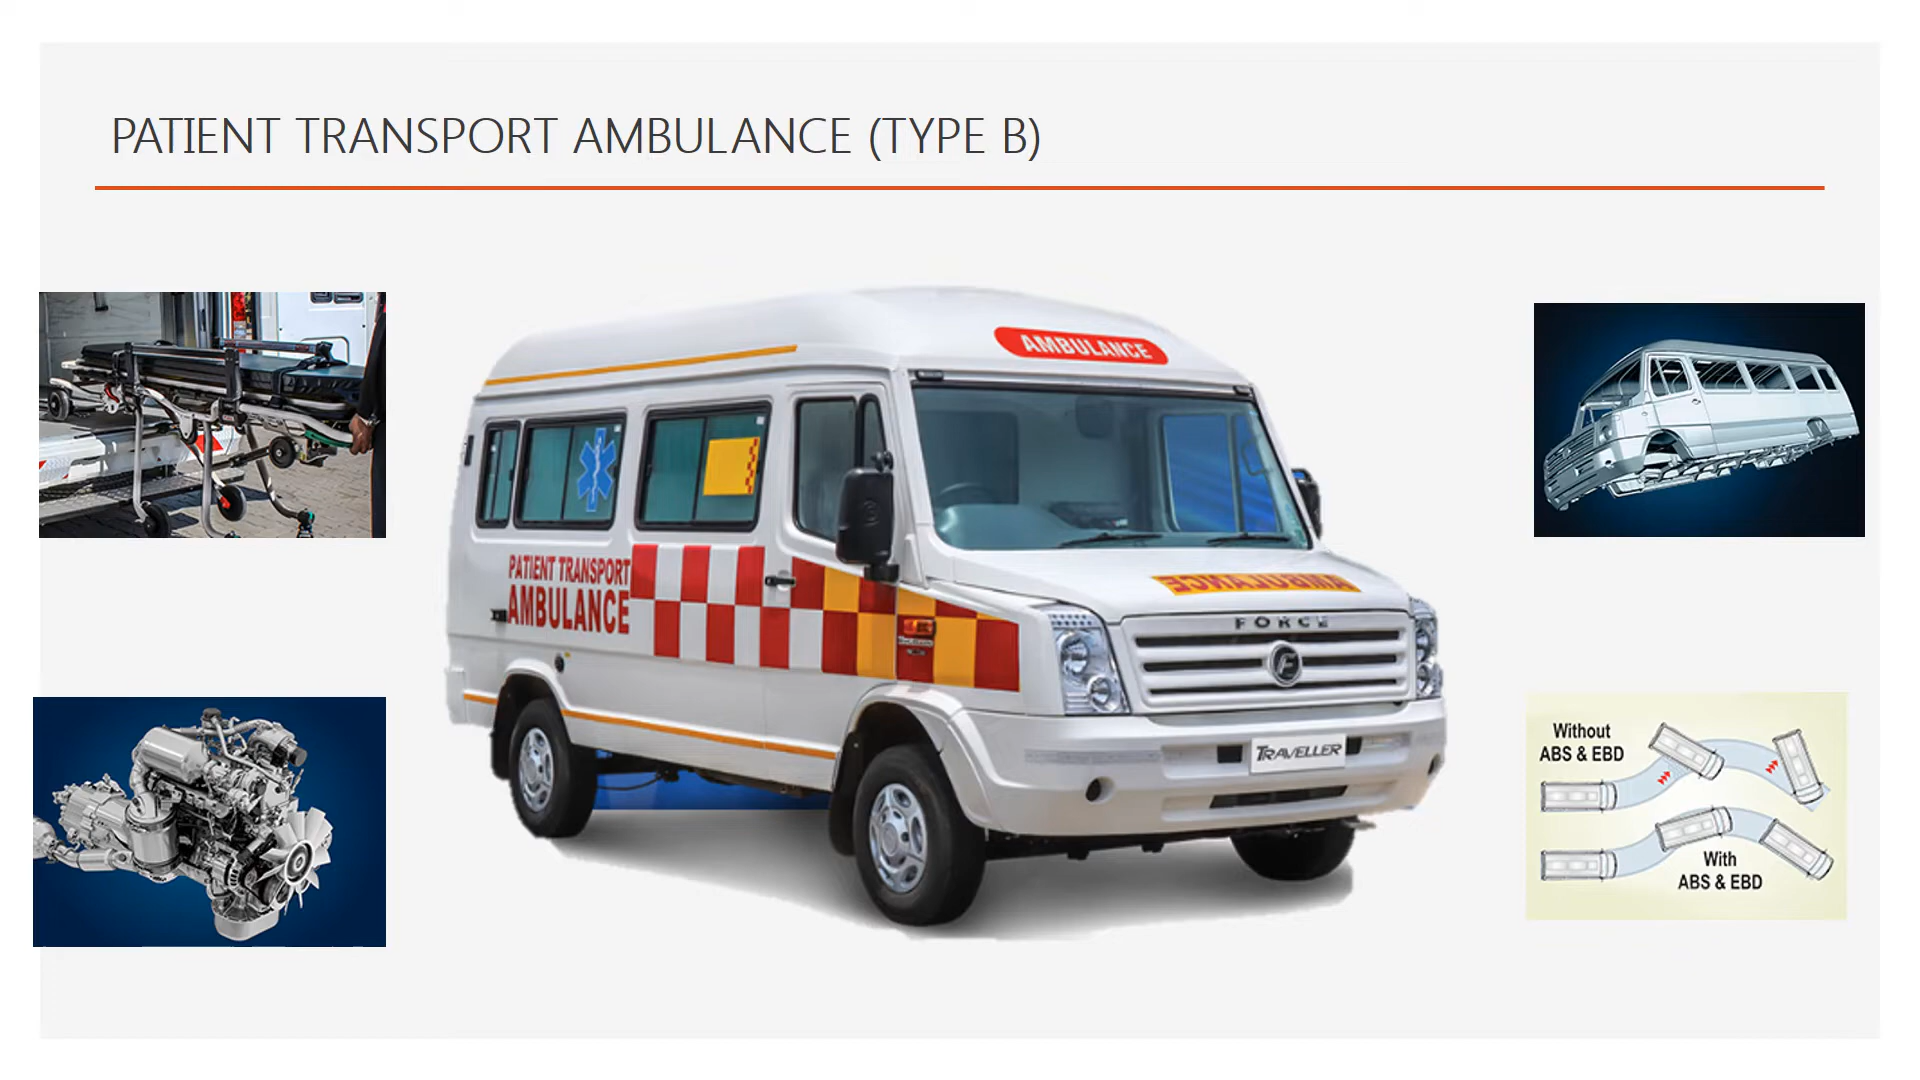 PATIENT TRANSPORT AMBULANCE (TYPE B)
AMBULANCE
PATIENT TRANSPORT
AMBULANCE
AMBULANCE
FORCE
TRAVELLER
Without
ABS & EBD
With
ABS & EBD